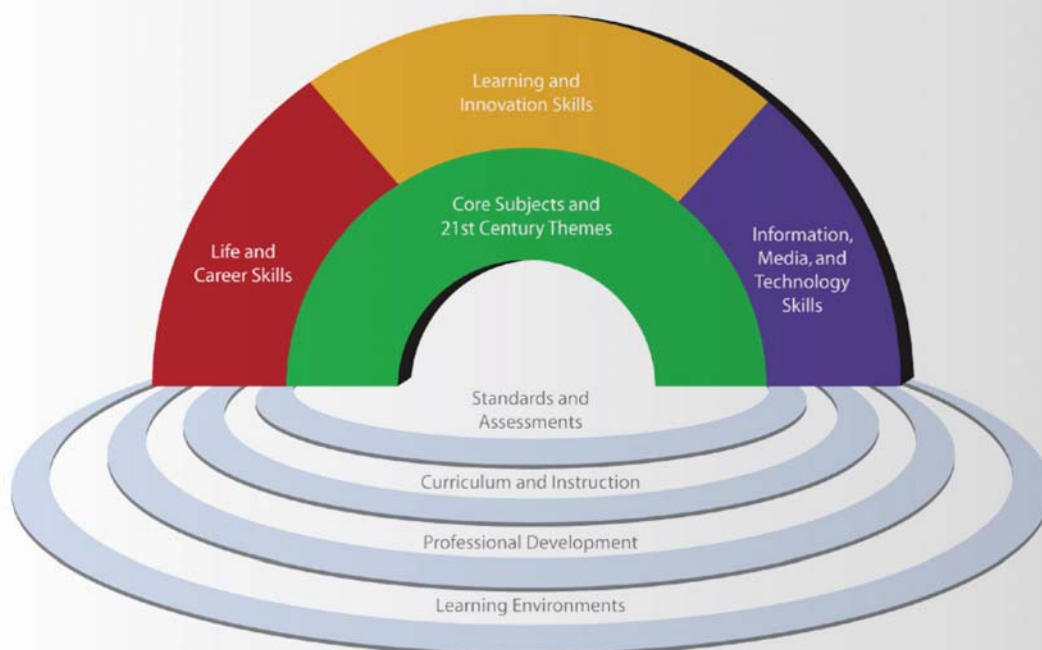 Learning and
Innovation Skills
Core Subjects and
21st Century Themes
Life and
Career Skills
Information,
Media, and
Technology
Skills
Standards and
Assessments
Curriculum and Instruction
Professional Development
Learning Environments